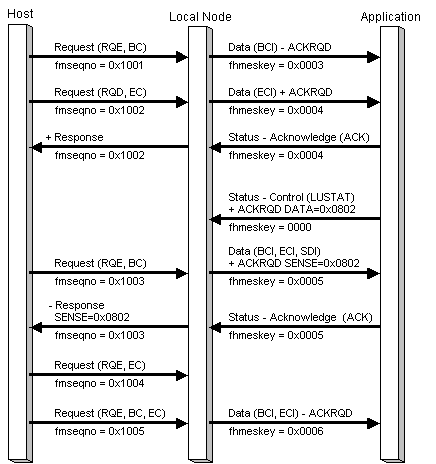 Host Local Node Application
Request (RQE, BC) Data (BCI) - ACKRQD
fmseqno = 0x1001 fhmeskey = 0x0003
Request (RQD, EC) Data (ECI) + ACKRQD
fmseqno = 0x1002 fhmeskey = 0x0004
+ Response Status - Acknowledge (ACK)
fmseqno = 0x1002 fhmeskey = 0x0004
Status - Control (LUSTAT)
+ ACKRQD DATA=0x0802
fhmeskey = 0000
Request (RQE, BC) Data (BCI, ECI, SDI)
+ ACKRQD SENSE=0x0802
fmseqno = 0x1003 fhmeskey = 0x0005
- Response
SENSE=0x0802 Status - Acknowledge (ACK)
fmseqno = 0x1003 fhmeskey = 0x0005
Request (RQE, EC)
fmseqno = 0x1004
Request (RQE, BC, EC) Data (BCI, ECI) - ACKRQD
fmseqno = 0x1005 fhmeskey = 0x0006